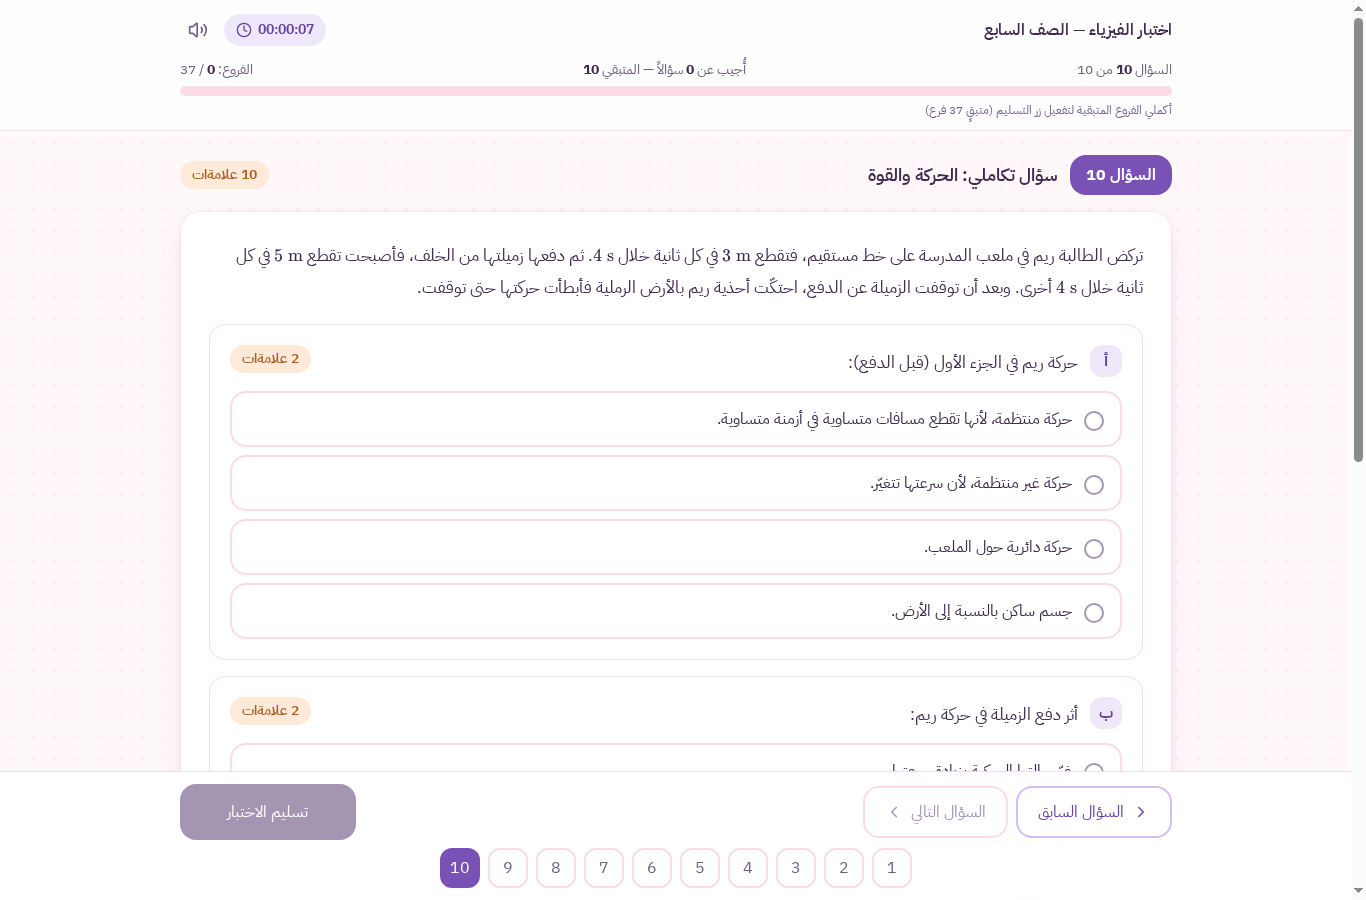 اختبار الفيزياء — الصف السابع
00:00:07
السؤال 10 من 10
أُجيب عن 0 سؤالاً — المتبقي 10
الفروع: 0 / 37
أكملي الفروع المتبقية لتفعيل زر التسليم (متبقٍ 37 فرع)
السؤال 10
سؤال تكاملي: الحركة والقوة
10 علامات
تركض الطالبة ريم في ملعب المدرسة على خط مستقيم، فتقطع 3 m في كل ثانية خلال 4 s. ثم دفعها زميلتها من الخلف، فأصبحت تقطع 5 m في كل
ثانية خلال 4 s أخرى. وبعد أن توقفت الزميلة عن الدفع، احتكّت أحذية ريم بالأرض الرملية فأبطأت حركتها حتى توقفت.
أ
حركة ريم في الجزء الأول (قبل الدفع):
2 علامات
حركة منتظمة، لأنها تقطع مسافات متساوية في أزمنة متساوية.
حركة غير منتظمة، لأن سرعتها تتغيّر.
حركة دائرية حول الملعب.
جسم ساكن بالنسبة إلى الأرض.
ب
أثر دفع الزميلة في حركة ريم:
2 علامات
السؤال السابق
السؤال التالي
تسليم الاختبار
1
2
3
4
5
6
7
8
9
10